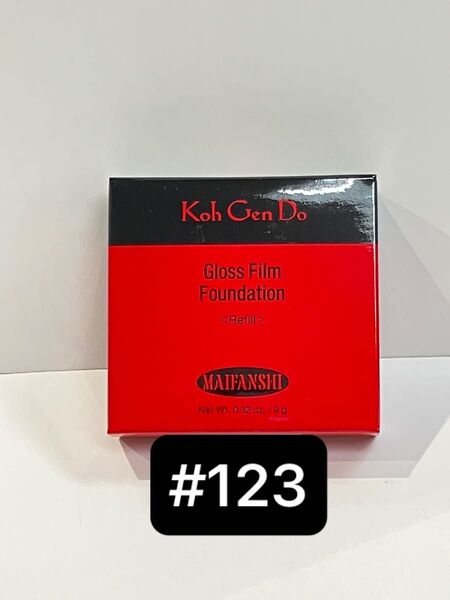 Koh Gen Do
Gloss Film
Foundation
<Refill>
MAIFANSHI
Net Wt. 0.32 oz. / 9 g
#123